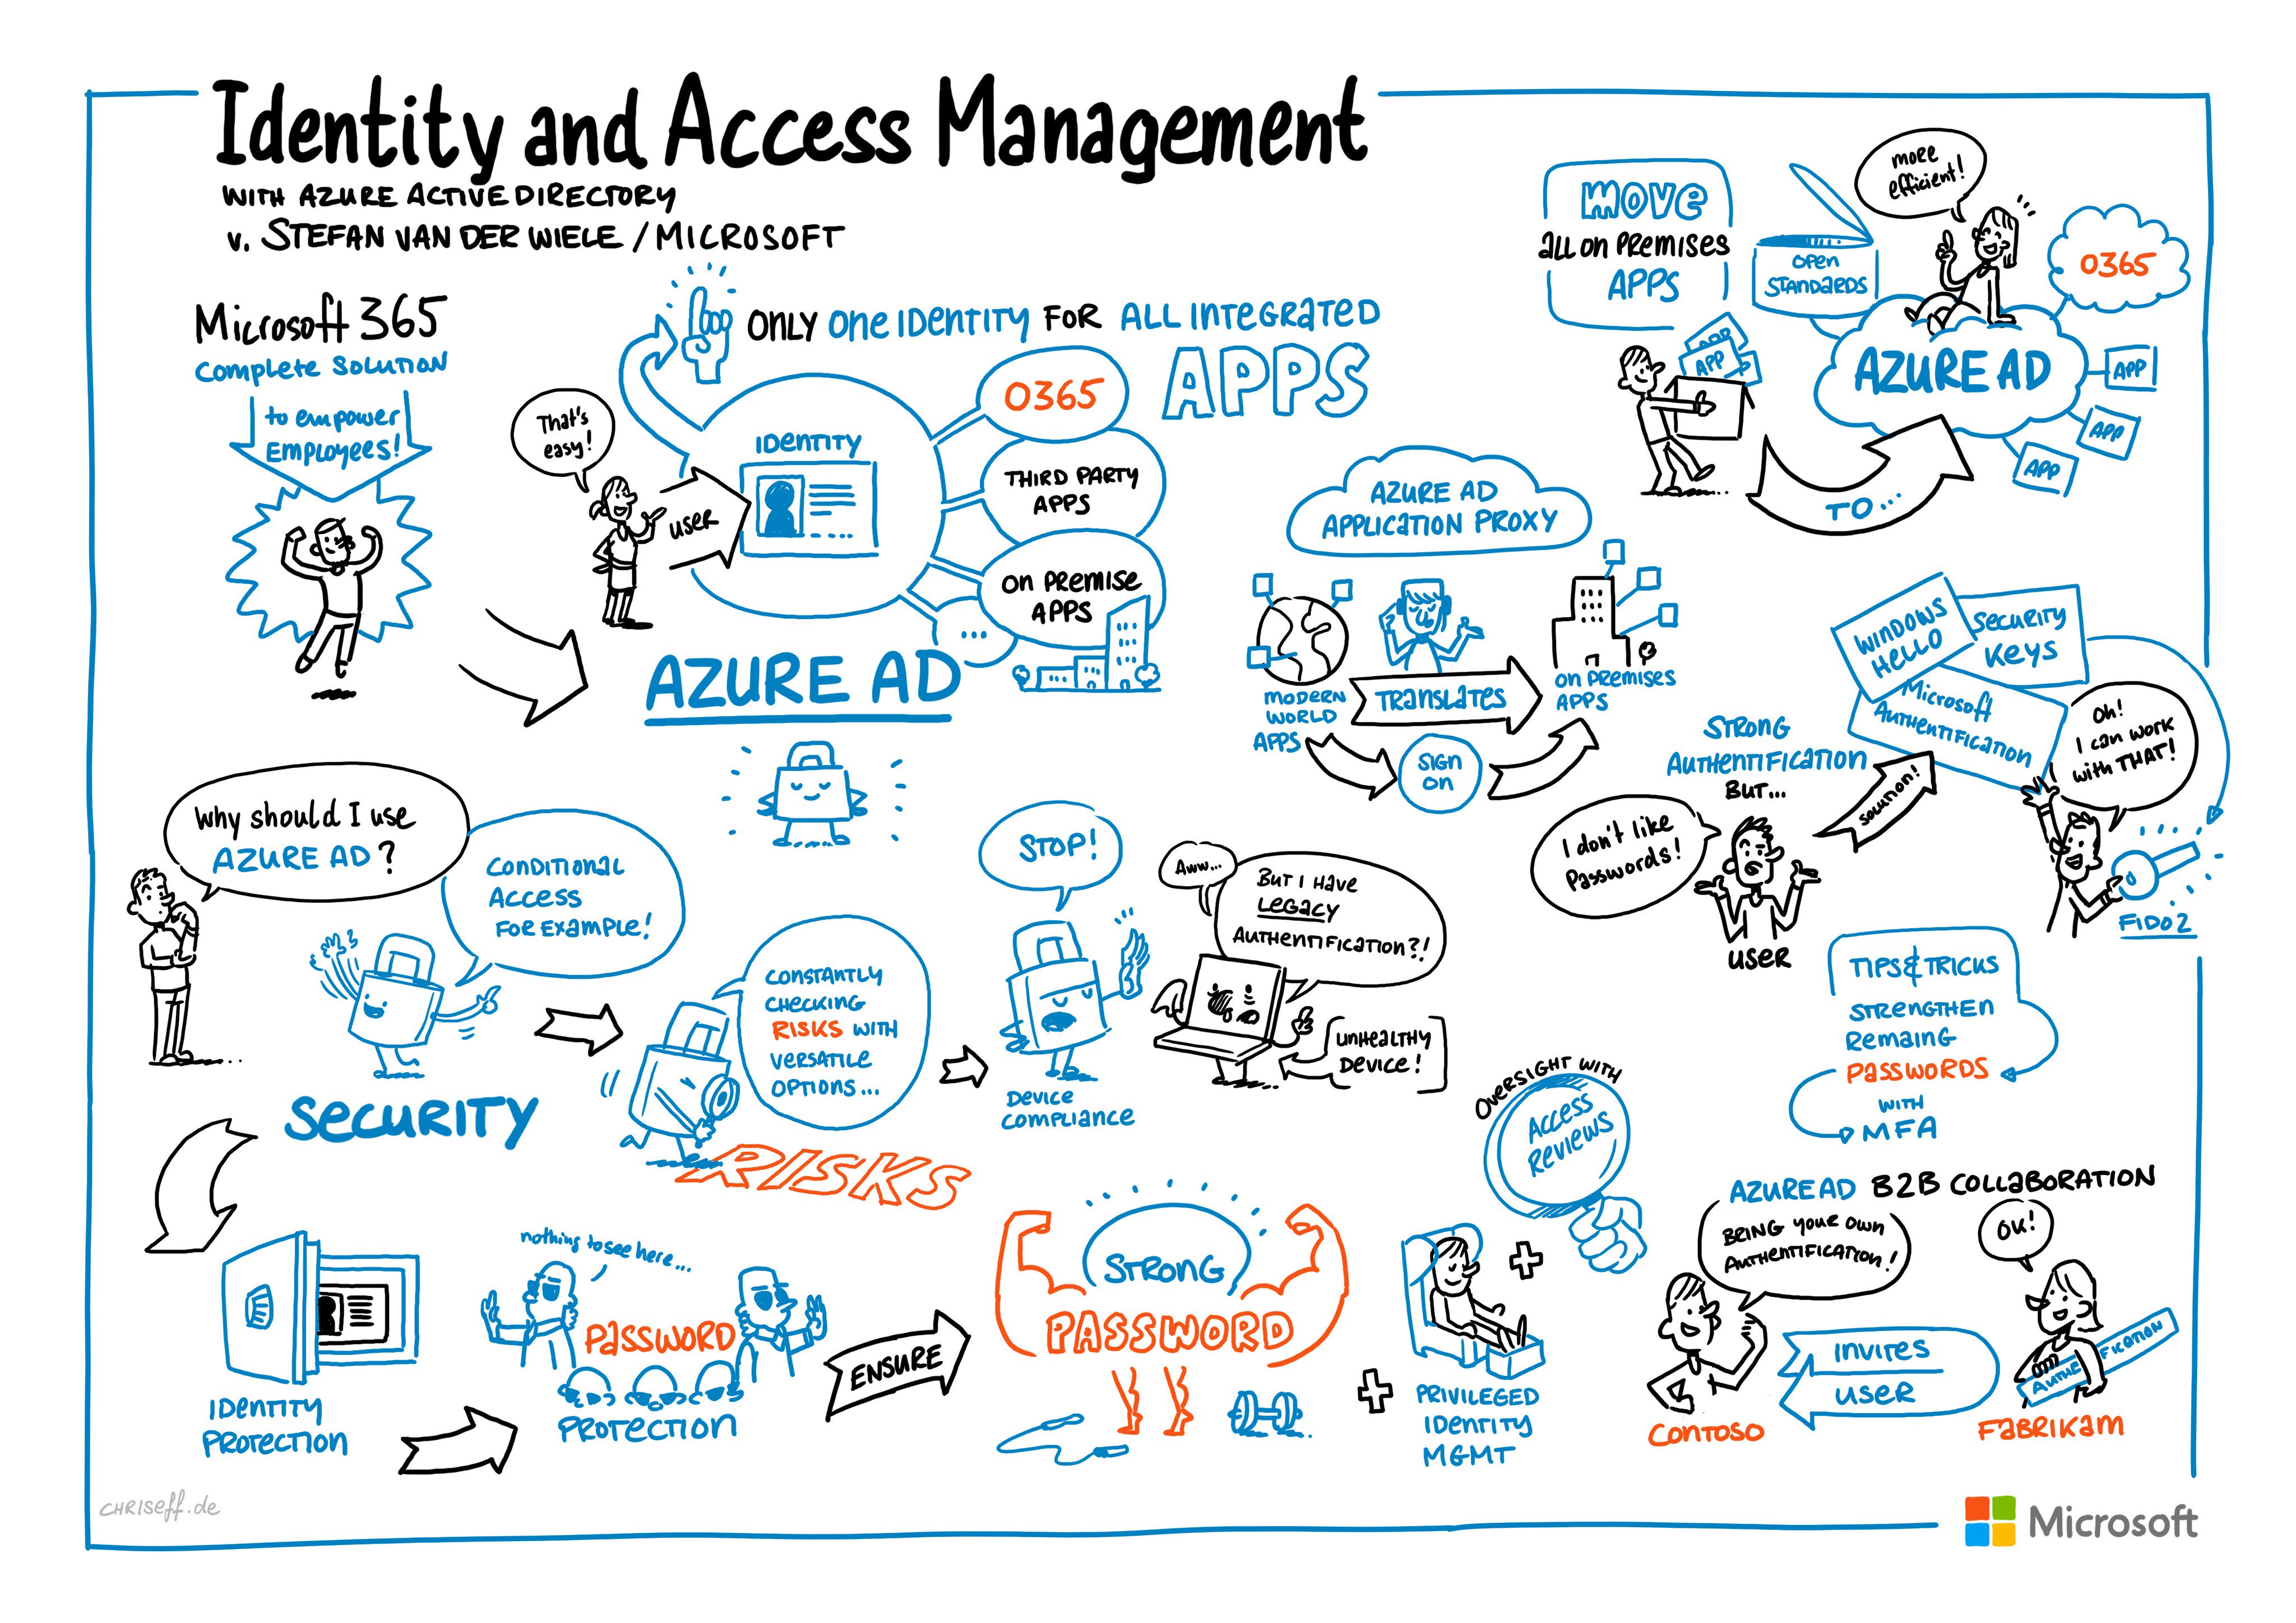 Identity and Access Management
WITH AZURE ACTIVE DIRECTORY
v. STEFAN VAN DER WIELE / MICROSOFT
Microsoft 365
COMPLETE SOLUTION
to empower
EMPLOYEES!
ONLY ONE IDENTITY FOR ALL INTEGRATED
APPS
That's
easy!
USER
IDENTITY
O365
THIRD PARTY
APPS
ON PREMISE
APPS
...
AZURE AD
MOVE
ALL ON PREMISES
APPS
APP
APP
TO...
OPEN
STANDARDS
more
efficient!
O365
AZURE AD
APP
APP
APP
AZURE AD
APPLICATION PROXY
MODERN
WORLD
APPS
TRANSLATES
SIGN
ON
ON PREMISES
APPS
STRONG
AUTHENTIFICATION
BUT...
I don't like
Passwords!
USER
SOLUTION!
WINDOWS
HELLO
SECURITY
KEYS
Microsoft
AUTHENTIFICATION
Oh!
I can work
with THAT!
FIDO2
Why should I use
AZURE AD?
CONDITIONAL
ACCESS
FOR EXAMPLE!
SECURITY
CONSTANTLY
CHECKING
RISKS WITH
VERSATILE
OPTIONS...
RISKS
STOP!
DEVICE
COMPLIANCE
Aww...
BUT I HAVE
LEGACY
AUTHENTIFICATION?!
UNHEALTHY
DEVICE!
TIPS & TRICKS
STRENGTHEN
REMAING
PASSWORDS
WITH
MFA
IDENTITY
PROTECTION
nothing to see here...
PASSWORD
PROTECTION
ENSURE
STRONG
PASSWORD
+
PRIVILEGED
IDENTITY
MGMT
+
OVERSIGHT WITH
ACCESS
REVIEWS
AZURE AD B2B COLLABORATION
BRING your own
AUTHENTIFICATION!
OK!
INVITES
USER
AUTHE
FICATION
CONTOSO
FABRIKAM
CHRISeff.de
Microsoft